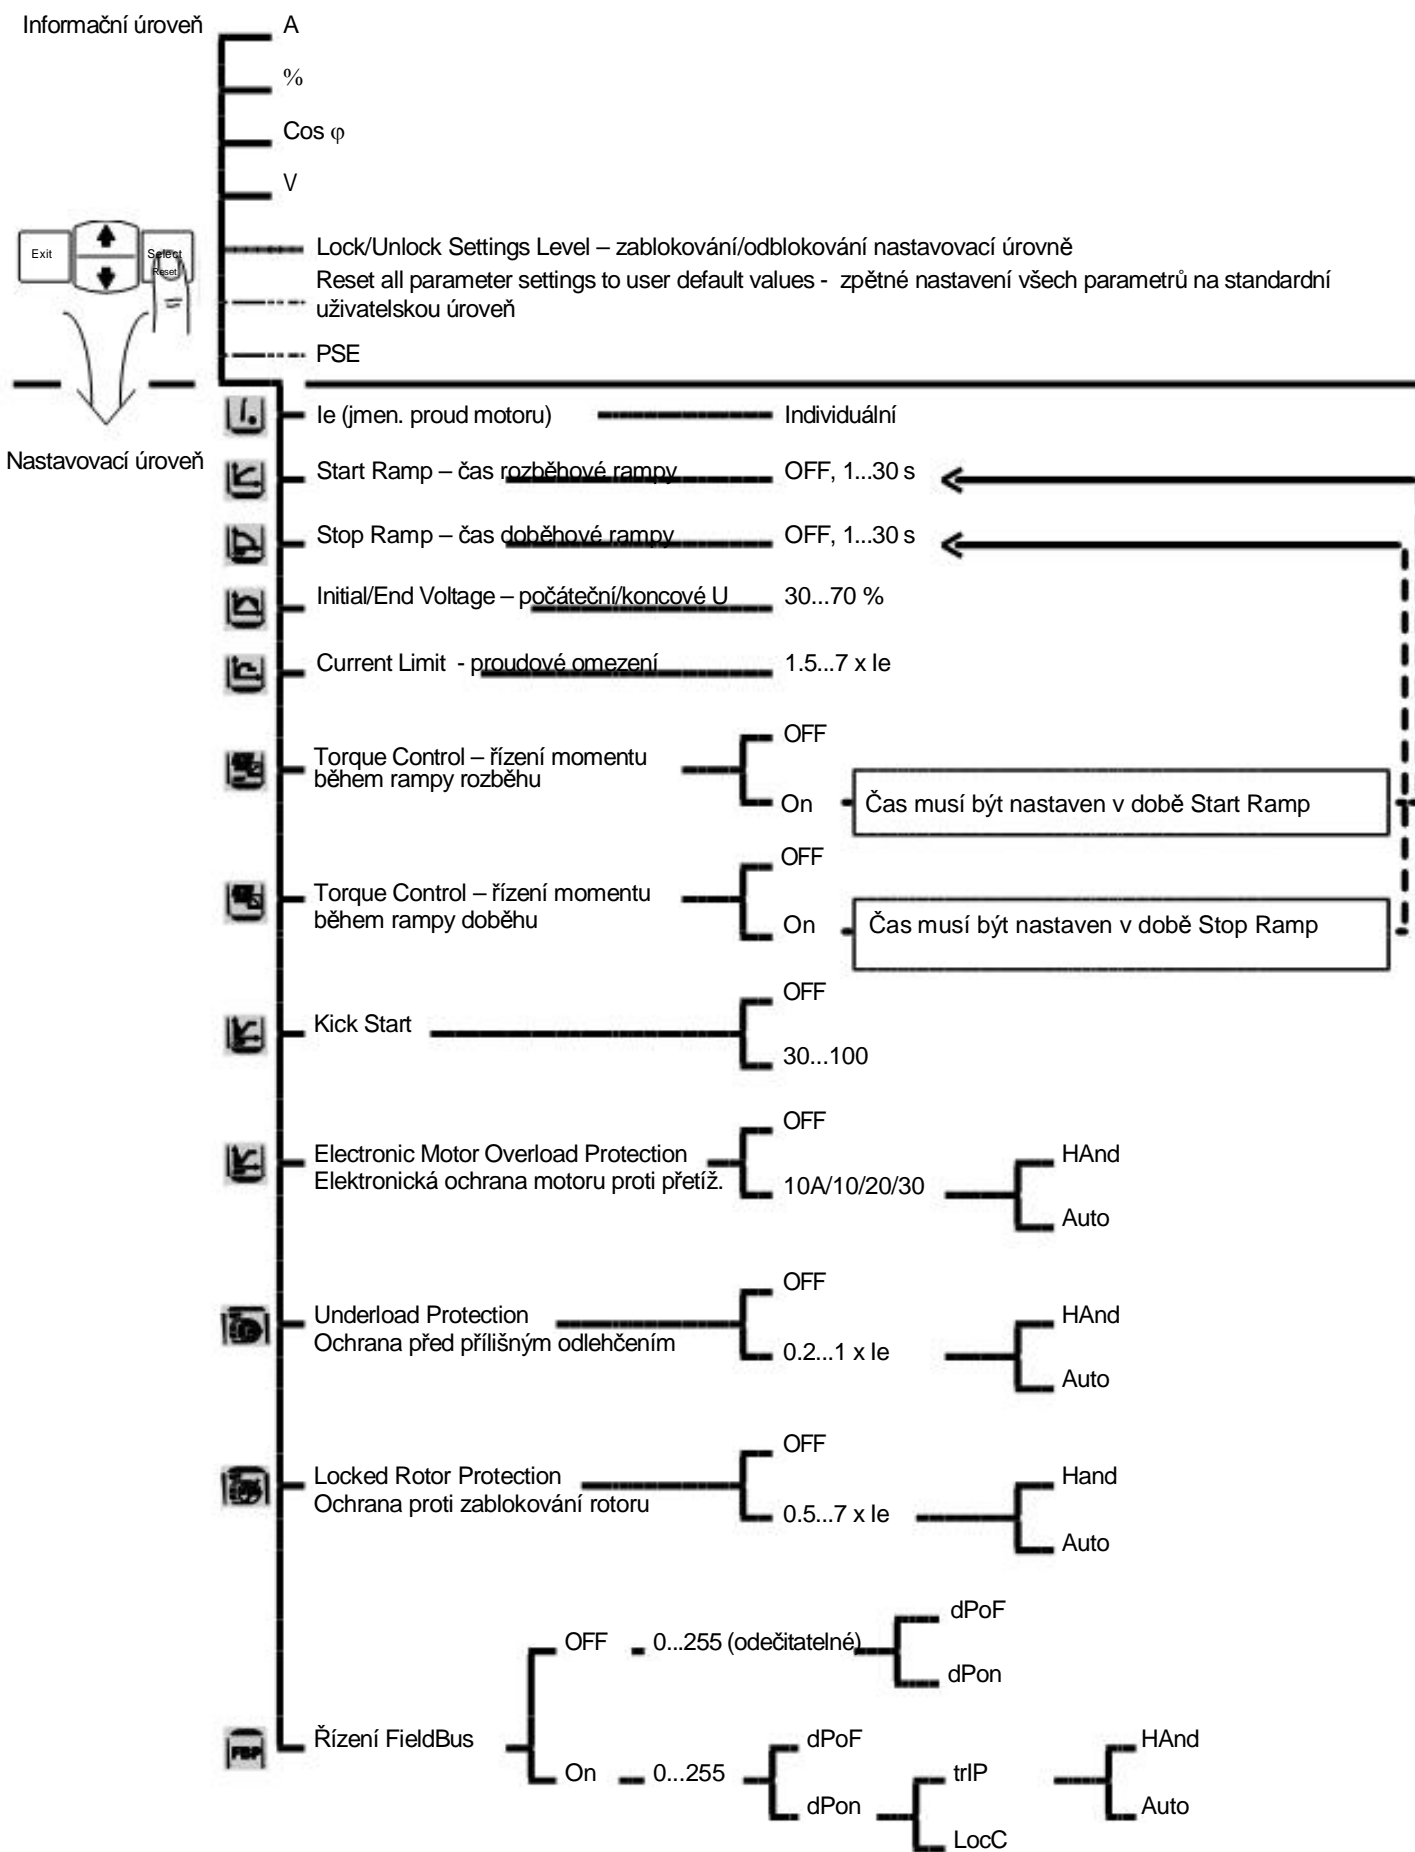 Informační úroveň
A
%
Cos φ
V
Exit
Select
Reset
Lock/Unlock Settings Level – zablokování/odblokování nastavovací úrovně
Reset all parameter settings to user default values -  zpětné nastavení všech parametrů na standardní
uživatelskou úroveň
PSE
Nastavovací úroveň
Ie (jmen. proud motoru)
Individuální
Start Ramp – čas rozběhové rampy
OFF, 1...30 s
Stop Ramp – čas doběhové rampy
OFF, 1...30 s
Initial/End Voltage – počáteční/koncové U
30...70 %
Current Limit  - proudové omezení
1.5...7 x Ie
Torque Control – řízení momentu
během rampy rozběhu
OFF
On
Čas musí být nastaven v době Start Ramp
Torque Control – řízení momentu
během rampy doběhu
OFF
On
Čas musí být nastaven v době Stop Ramp
Kick Start
OFF
30...100
Electronic Motor Overload Protection
Elektronická ochrana motoru proti přetíž.
OFF
10A/10/20/30
HAnd
Auto
Underload Protection
Ochrana před přílišným odlehčením
OFF
0.2...1 x Ie
HAnd
Auto
Locked Rotor Protection
Ochrana proti zablokování rotoru
OFF
0.5...7 x Ie
Hand
Auto
FBP
Řízení FieldBus
OFF
0...255 (odečitatelné)
dPoF
dPon
On
0...255
dPoF
dPon
trIP
LocC
HAnd
Auto